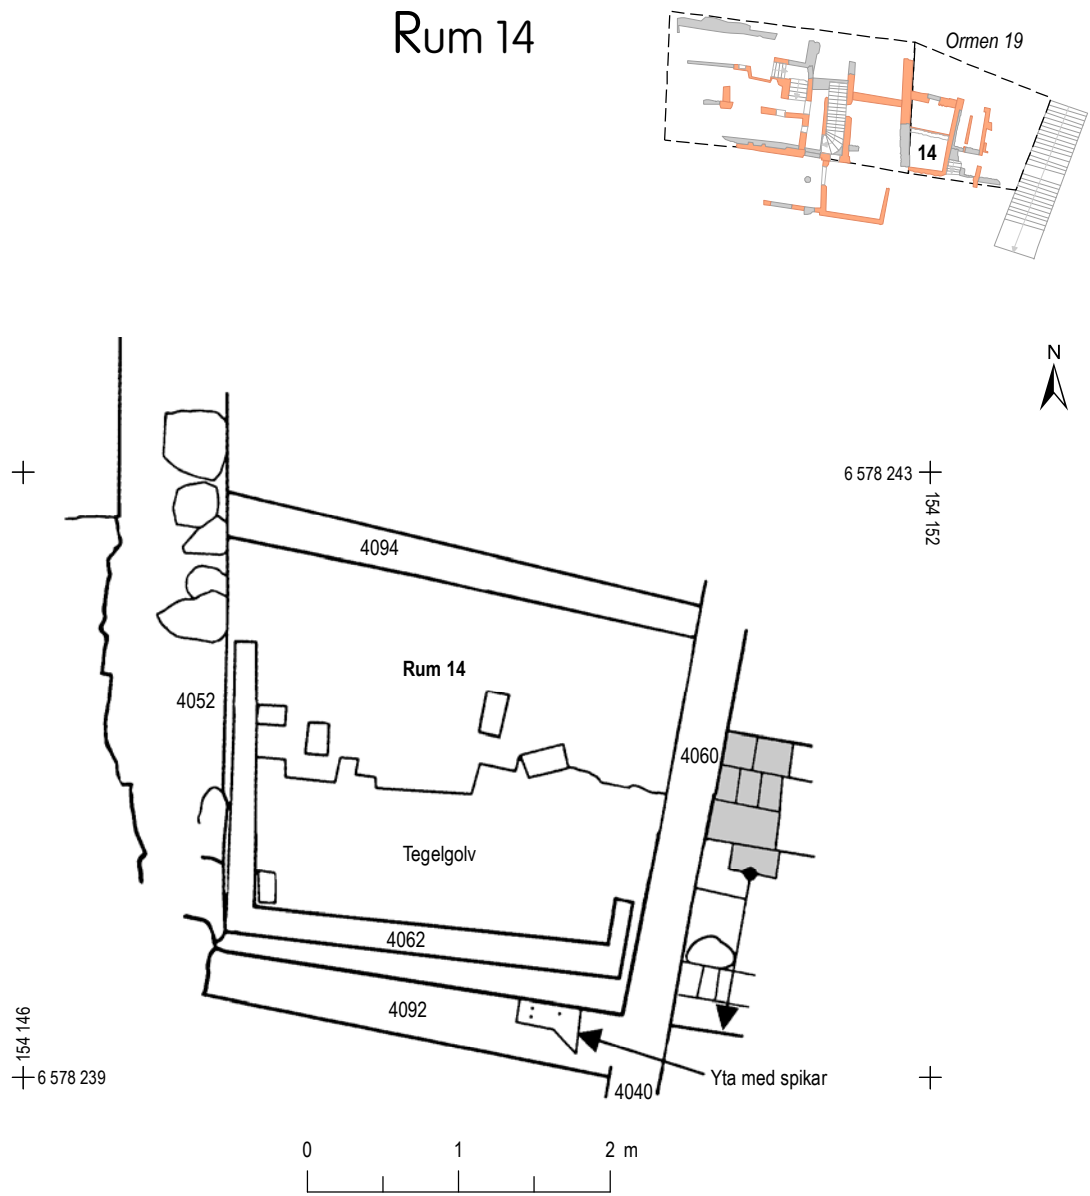 Rum 14
Ormen 19
14
N
6 578 243
154 152
4094
Rum 14
4052
4060
Tegelgolv
4062
4092
154 146
6 578 239
Yta med spikar
4040
0 1 2 m